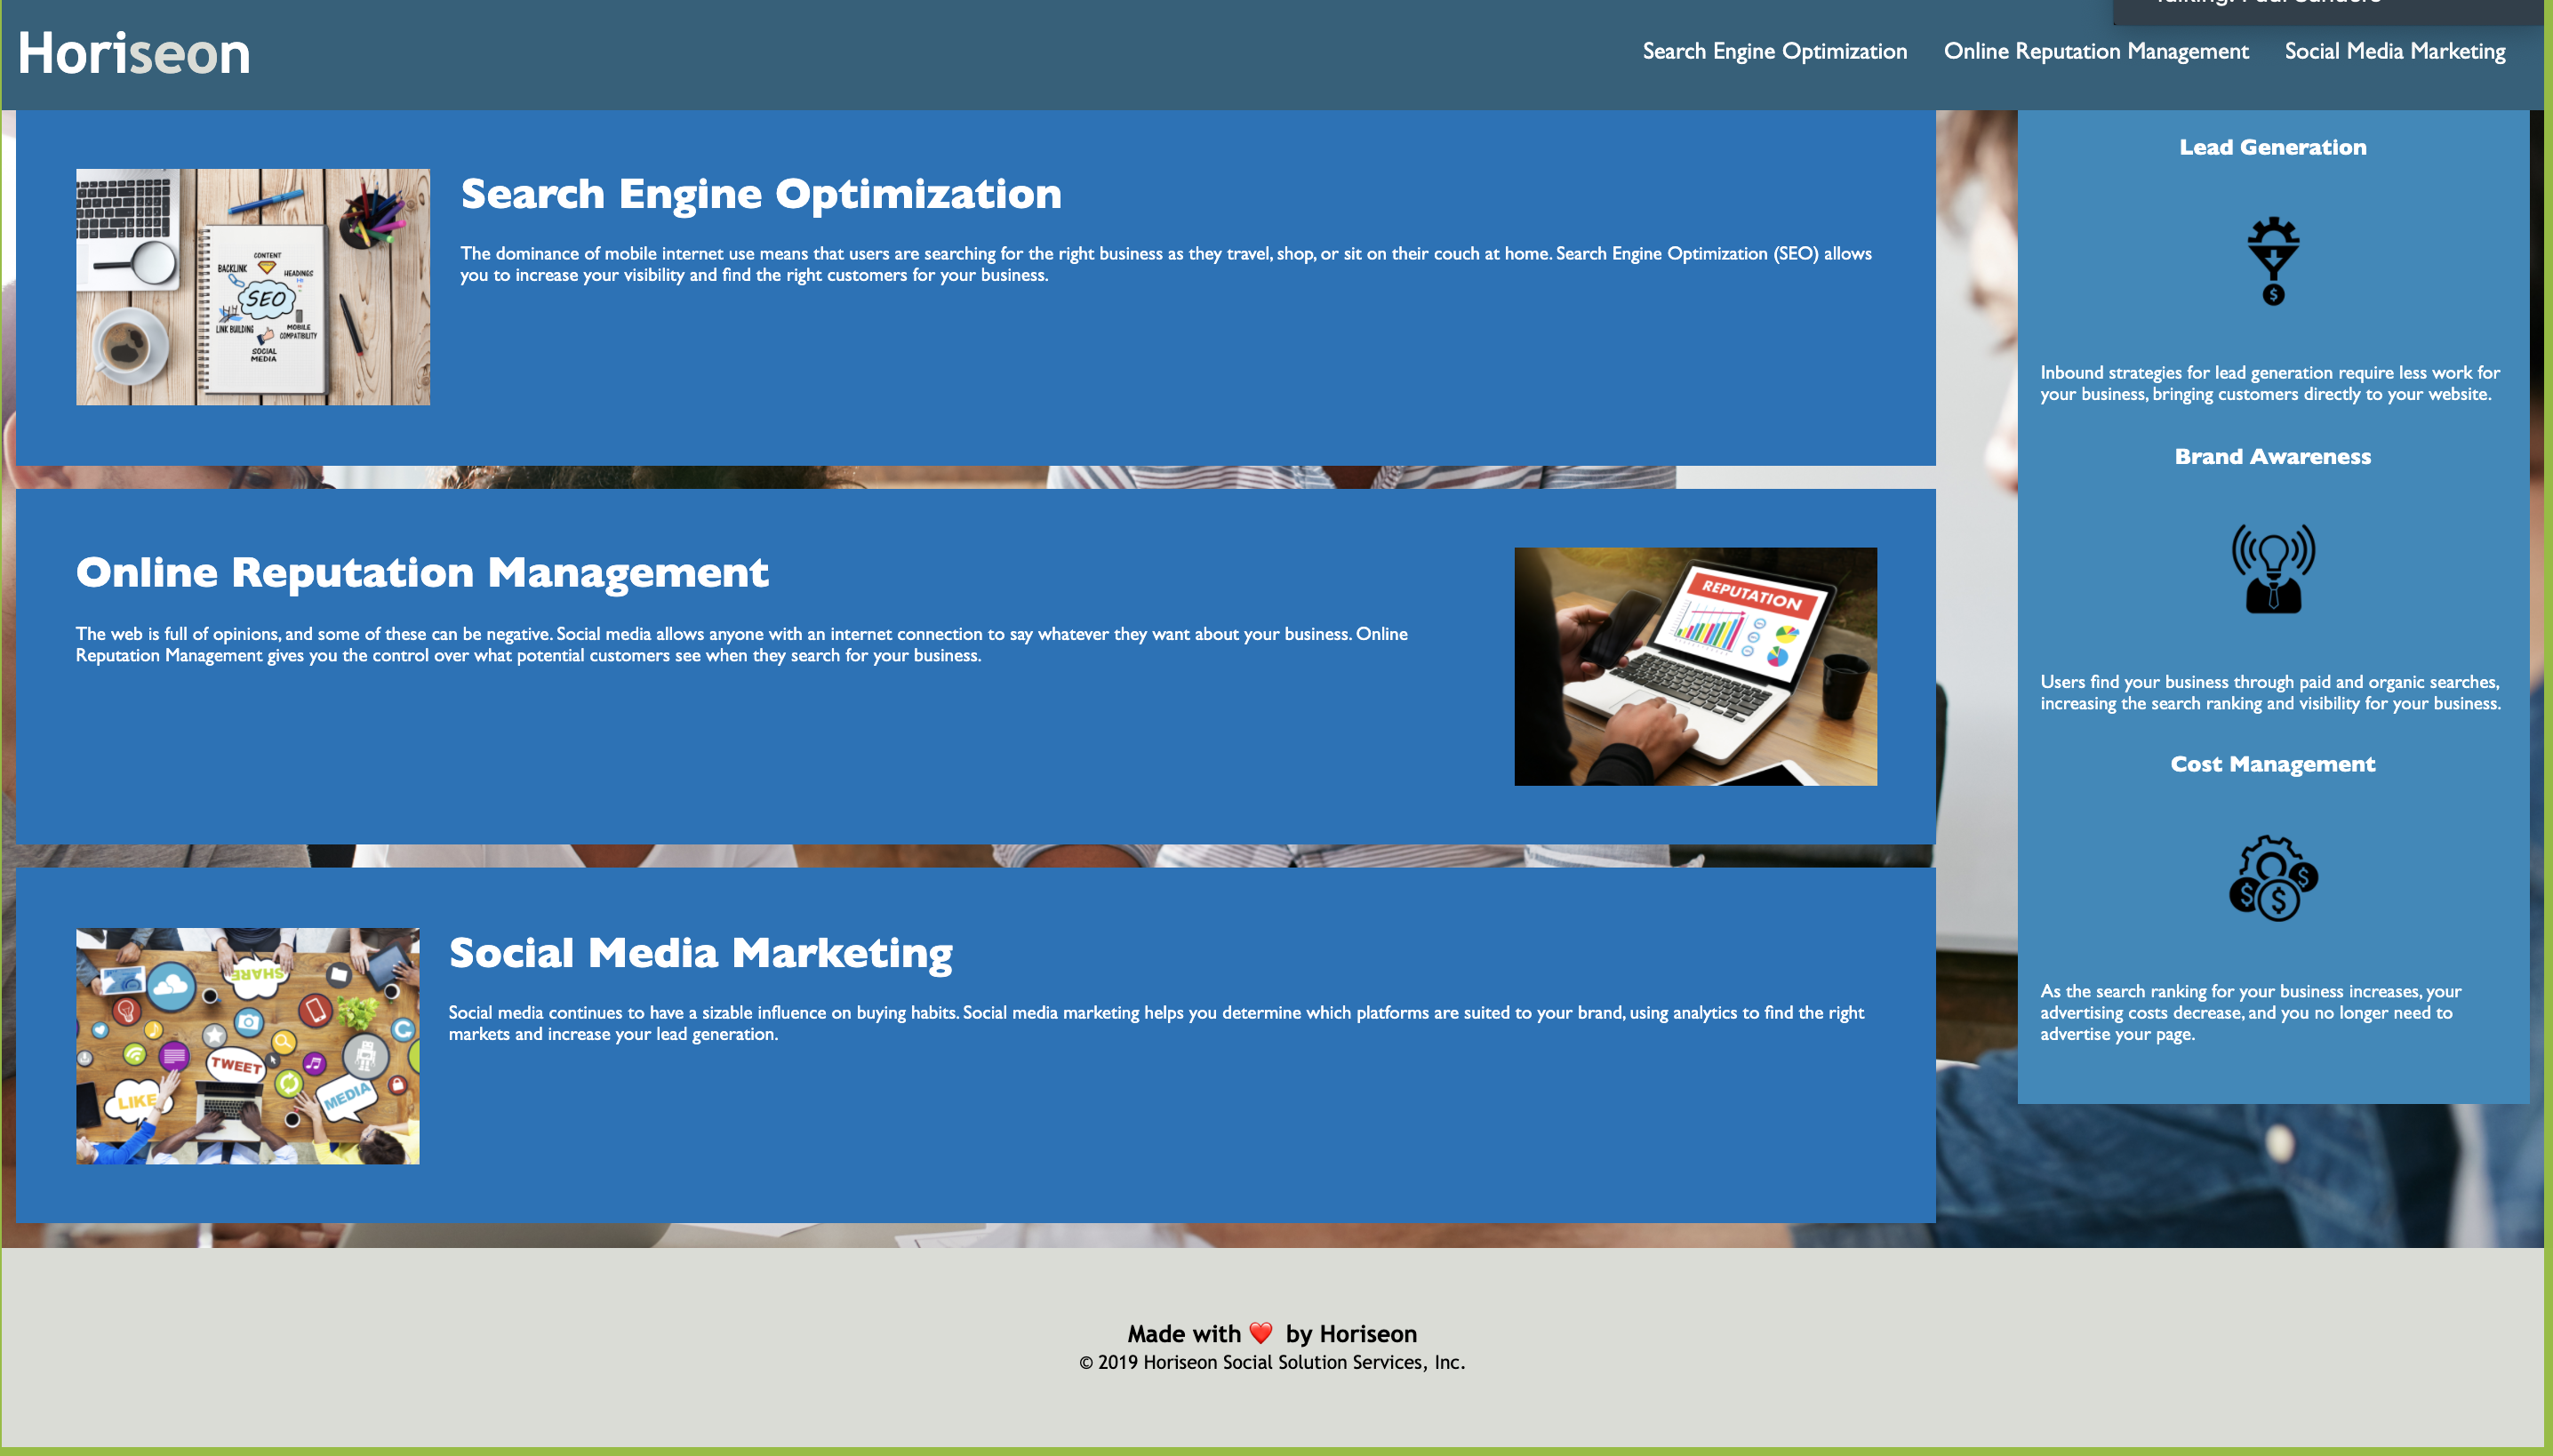 Talking: Paul Sanders
Horiseon
Search Engine Optimization
Online Reputation Management
Social Media Marketing
Search Engine Optimization
The dominance of mobile internet use means that users are searching for the right business as they travel, shop, or sit on their couch at home. Search Engine Optimization (SEO) allows
you to increase your visibility and find the right customers for your business.
CONTENT
BACKLINK
HEADINGS
SEO
LINK BUILDING
MOBILE
COMPATIBILITY
SOCIAL
MEDIA
Online Reputation Management
The web is full of opinions, and some of these can be negative. Social media allows anyone with an internet connection to say whatever they want about your business. Online
Reputation Management gives you the control over what potential customers see when they search for your business.
REPUTATION
Social Media Marketing
Social media continues to have a sizable influence on buying habits. Social media marketing helps you determine which platforms are suited to your brand, using analytics to find the right
markets and increase your lead generation.
SHARE
TWEET
LIKE
MEDIA
Lead Generation
$
Inbound strategies for lead generation require less work for
your business, bringing customers directly to your website.
Brand Awareness
Users find your business through paid and organic searches,
increasing the search ranking and visibility for your business.
Cost Management
$ $ $
As the search ranking for your business increases, your
advertising costs decrease, and you no longer need to
advertise your page.
Made with ❤️ by Horiseon
© 2019 Horiseon Social Solution Services, Inc.